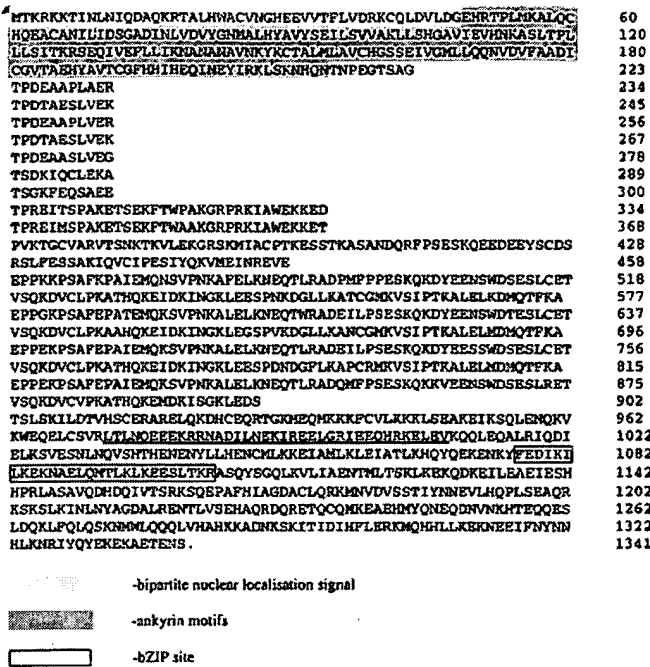 MTKRKKTINLNIQDAQKRTALHWACVNGHEEVVTFLVDRKCQLDVLDGEHRTPLMKALQC 60
HQEACANILIDSGADINLVDVYGNMALHYAVYSEILSVVAKLLSHGAVIEVHNKASLTPL 120
LLSITKRSEQIVEFLLIKNANANAVNKYKCTALMLAVCHGSSEIVGMLLQQNVDVFAADI 180
CGVTAEHYAVTCGFHHIHEQIMEYIRKLSKNHQNTNPEGTSAG 223
TPDEAAPLAER 234
TPDTAESLVEK 245
TPDEAAPLVER 256
TPDTAESLVEK 267
TPDEAASLVEG 278
TSDKIQCLEKA 289
TSGKFEQSAEE 300
TPREITSPAKETSEKFTWPAKGRPRKIAWEKKED 334
TPREIMSPAKETSEKFTWAAKGRPRKIAWEKKET 368
PVKTGCVARVTSNKTKVLEKGRSKMIACPTKESSTKASANDQRFPSESKQEEDEEYSCDS 428
RSLFESSAKIQVCIPESIYQKVMEINREVE 458
EPPKKPSAFKPAIEMQNSVPNKAFELKNEQTLRADPMFPPESKQKDYEENSWDSESLCET 518
VSQKDVCLPKATHQKEIDKINGKLEESPNKDGLLKATCGMKVSIPTKALELKDMQTFKA 577
EPPGKPSAFEPATEMQKSVPNKALELKNEQTWRADEILPSESKQKDYEENSWDTESLCET 637
VSQKDVCLPKAAHQKEIDKINGKLEGSPVKDGLLKANCGMKVSIPTKALELMDMQTFKA 696
EPPEKPSAFEPAIEMQKSVPNKALELKNEQTLRADEILPSESKQKDYEESSWDSESLCET 756
VSQKDVCLPKATHQKEIDKINGKLEESPDNDGFLKAPCRMKVSIPTKALELMDMQTFKA 815
EPPEKPSAFEPAIEMQKSVPNKALELKNEQTLRADQMFPSESKQKKVEENSWDSESLRET 875
VSQKDVCVPKATHQKEMDKISGKLEDS 902
TSLSKILDTVHSCERARELQKDHCEQRTGKMEQMKKKFCVLKKKLSEAKEIKSQLENQKV 962
KWEQELCSVRLTLNQEEEKRRNADILNEKIREELGRIEEQHRKELEVKQQLEQALRIQDI 1022
ELKSVESNLNQVSHTHENENYLLHENCMLKKEIAMLKLEIATLKHQYQEKENKYFEDIKI 1082
LKEKNAELQMTLKLKEESLTKRASQYSGQLKVLIAENTMLTSKLKEKQDKEILEAEIESH 1142
HPRLASAVQDHDQIVTSRKSQEPAFHIAGDACLQRKMNVDVSSTIYNNEVLHQPLSEAQR 1202
KSKSLKINLNYAGDALRENTLVSEHAQRDQRETQCQMKEAEHMYQNEQDNVNKHTEQQES 1262
LDQKLFQLQSKNMWLQQQLVHAHKKADNKSKITIDIHFLERKMQHHLLKEKNEEIFNYNN 1322
HLKNRIYQYEKEKAETENS. 1341
-bipartite nuclear localisation signal
-ankyrin motifs
-bZIP site